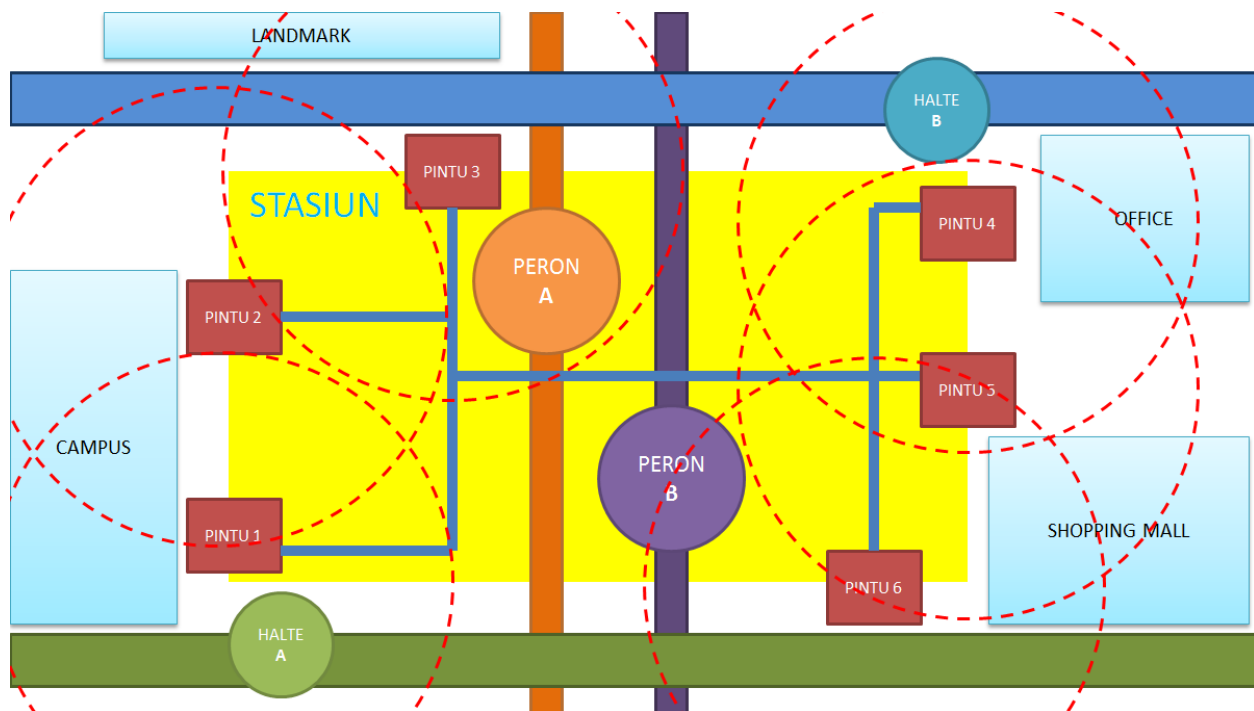 LANDMARK
HALTE
B
PINTU 3
STASIUN
PINTU 4
OFFICE
PERON
A
PINTU 2
PINTU 5
CAMPUS
PERON
B
PINTU 1
SHOPPING MALL
PINTU 6
HALTE
A